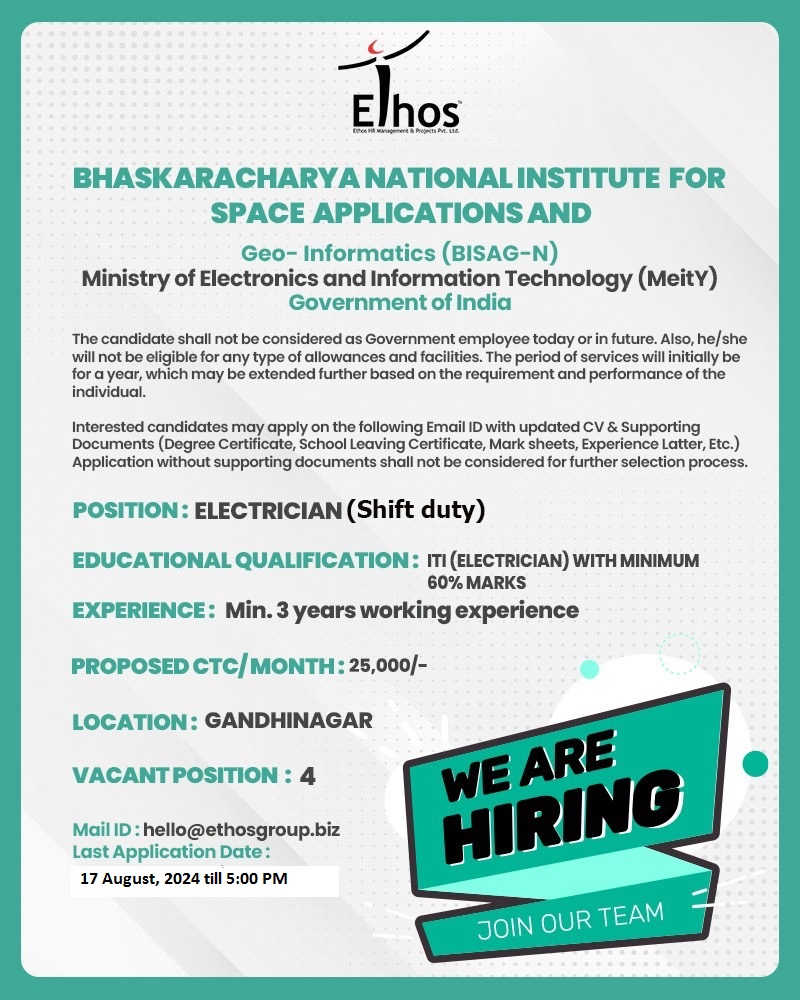 Ethos
Ethos HR Management & Projects Pvt. Ltd.
BHASKARACHARYA NATIONAL INSTITUTE FOR
SPACE APPLICATIONS AND
Geo- Informatics (BISAG-N)
Ministry of Electronics and Information Technology (MeitY)
Government of India
The candidate shall not be considered as Government employee today or in future. Also, he/she
will not be eligible for any type of allowances and facilities. The period of services will initially be
for a year, which may be extended further based on the requirement and performance of the
individual.
Interested candidates may apply on the following Email ID with updated CV & Supporting
Documents (Degree Certificate, School Leaving Certificate, Mark sheets, Experience Latter, Etc.)
Application without supporting documents shall not be considered for further selection process.
POSITION : ELECTRICIAN (Shift duty)
EDUCATIONAL QUALIFICATION : ITI (ELECTRICIAN) WITH MINIMUM
60% MARKS
EXPERIENCE : Min. 3 years working experience
PROPOSED CTC/ MONTH : 25,000/-
LOCATION : GANDHINAGAR
VACANT POSITION : 4
Mail ID : hello@ethosgroup.biz
Last Application Date :
17 August, 2024 till 5:00 PM
WE ARE
HIRING
JOIN OUR TEAM